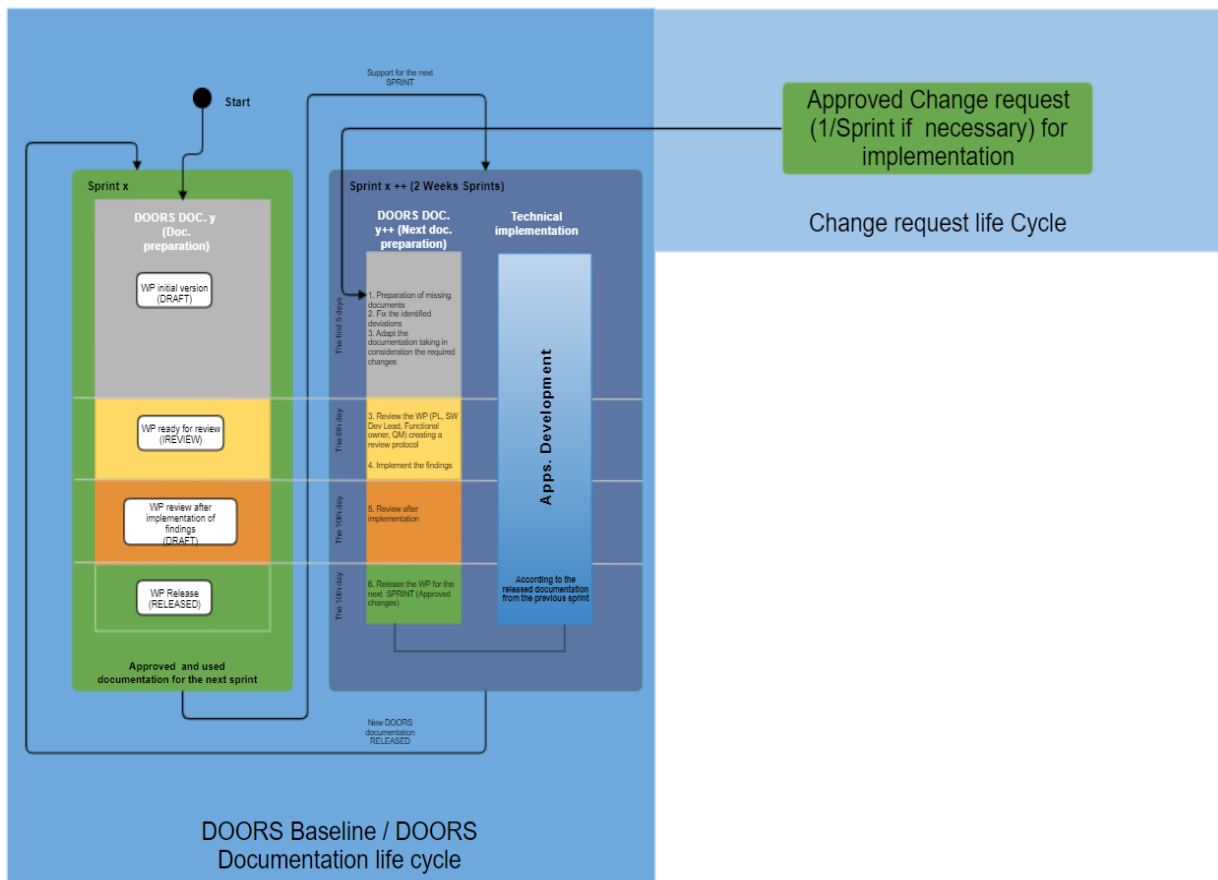 Support for the next
SPRINT
Start
Approved Change request
(1/Sprint if necessary) for
implementation
Change request life Cycle
Sprint x
DOORS DOC. y
(Doc.
preparation)
WP initial version
(DRAFT)
WP ready for review
(IREVIEW)
WP review after
implementation of
findings
(DRAFT)
WP Release
(RELEASED)
Approved and used
documentation for the next sprint
Sprint x ++ (2 Weeks Sprints)
DOORS DOC.
y++ (Next doc.
preparation)
Technical
implementation
The first 5 days
1. Preparation of missing
documents
2. Fix the identified
deviations
3. Adapt the
documentation taking in
consideration the required
changes
The 6th day
3. Review the WP (PL, SW
Dev Lead, Functional
owner, QM) creating a
review protocol
4. Implement the findings
The 10th day
5. Review after
implementation
The 10th day
6. Release the WP for the
next SPRINT (Approved
changes)
Apps. Development
According to the
released documentation
from the previous sprint
New DOORS
documentation
RELEASED
DOORS Baseline / DOORS
Documentation life cycle